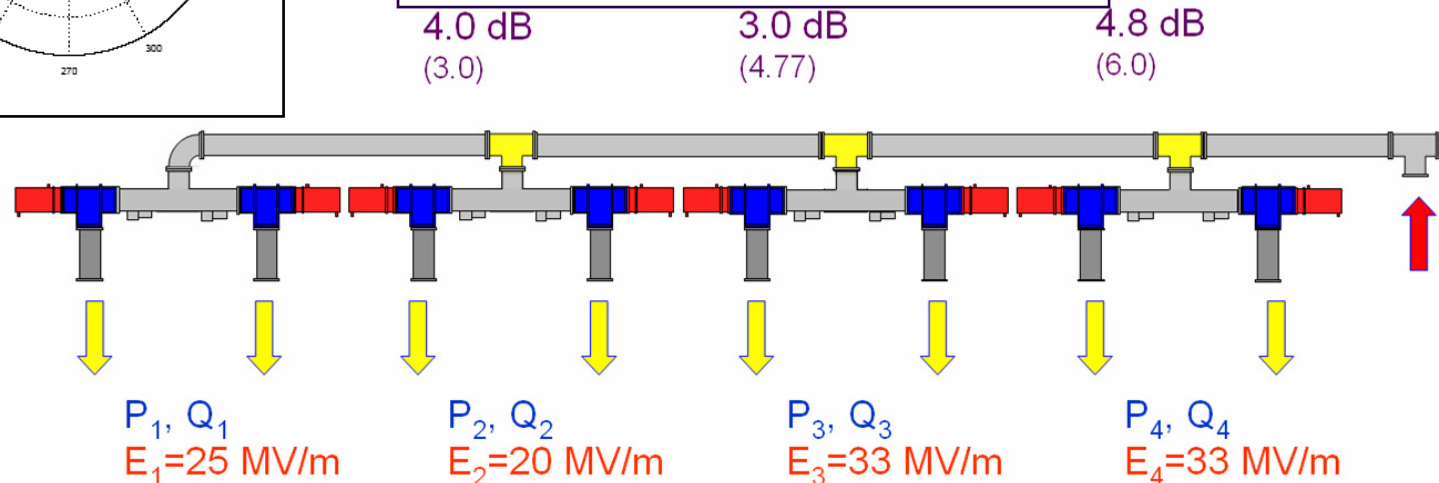 300
270
4.0 dB
3.0 dB
4.8 dB
(3.0)
(4.77)
(6.0)
P₁, Q₁
P₂, Q₂
P₃, Q₃
P₄, Q₄
E₁=25 MV/m
E₂=20 MV/m
E₃=33 MV/m
E₄=33 MV/m